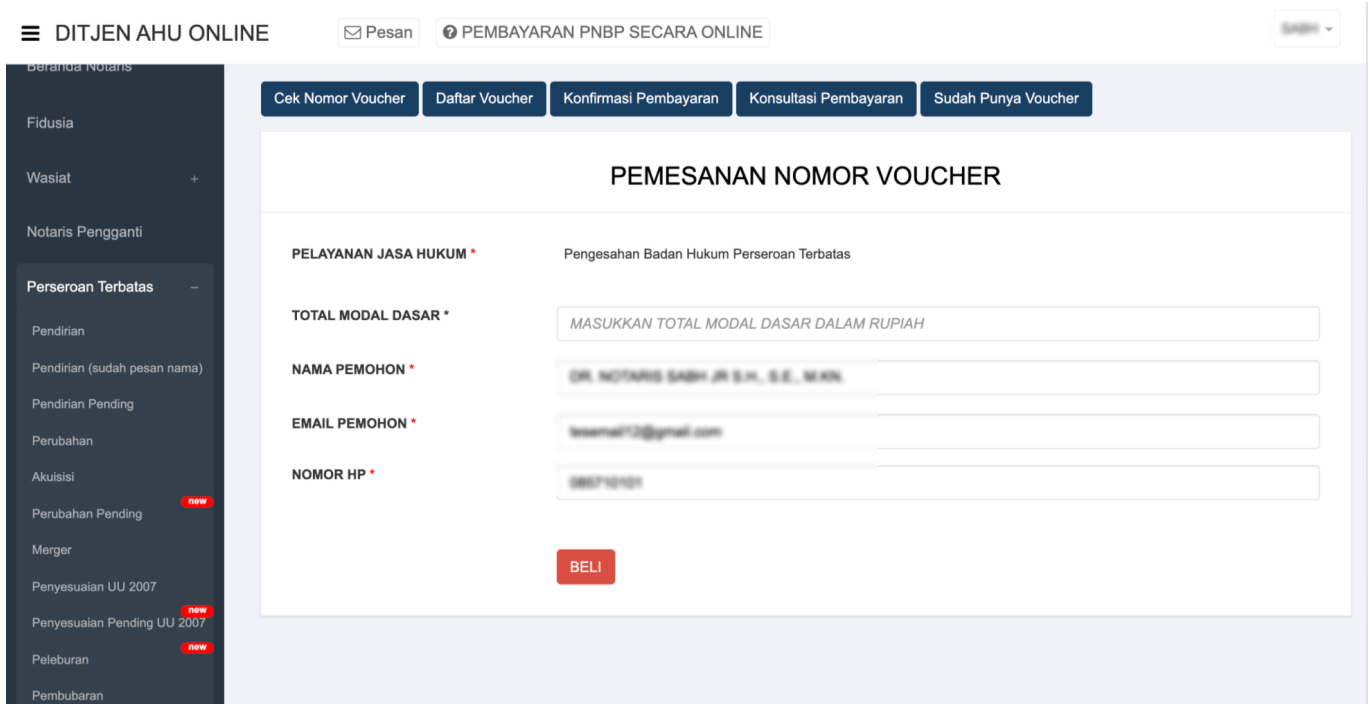 DITJEN AHU ONLINE
Pesan
PEMBAYARAN PNBP SECARA ONLINE
Beranda Notaris
Fidusia
Wasiat +
Notaris Pengganti
Perseroan Terbatas –
Pendirian
Pendirian (sudah pesan nama)
Pendirian Pending
Perubahan
Akuisisi
new
Perubahan Pending
Merger
Penyesuaian UU 2007
new
Penyesuaian Pending UU 2007
new
Peleburan
Pembubaran
Cek Nomor Voucher
Daftar Voucher
Konfirmasi Pembayaran
Konsultasi Pembayaran
Sudah Punya Voucher
PEMESANAN NOMOR VOUCHER
PELAYANAN JASA HUKUM * Pengesahan Badan Hukum Perseroan Terbatas
TOTAL MODAL DASAR * MASUKKAN TOTAL MODAL DASAR DALAM RUPIAH
NAMA PEMOHON *
EMAIL PEMOHON *
NOMOR HP *
BELI